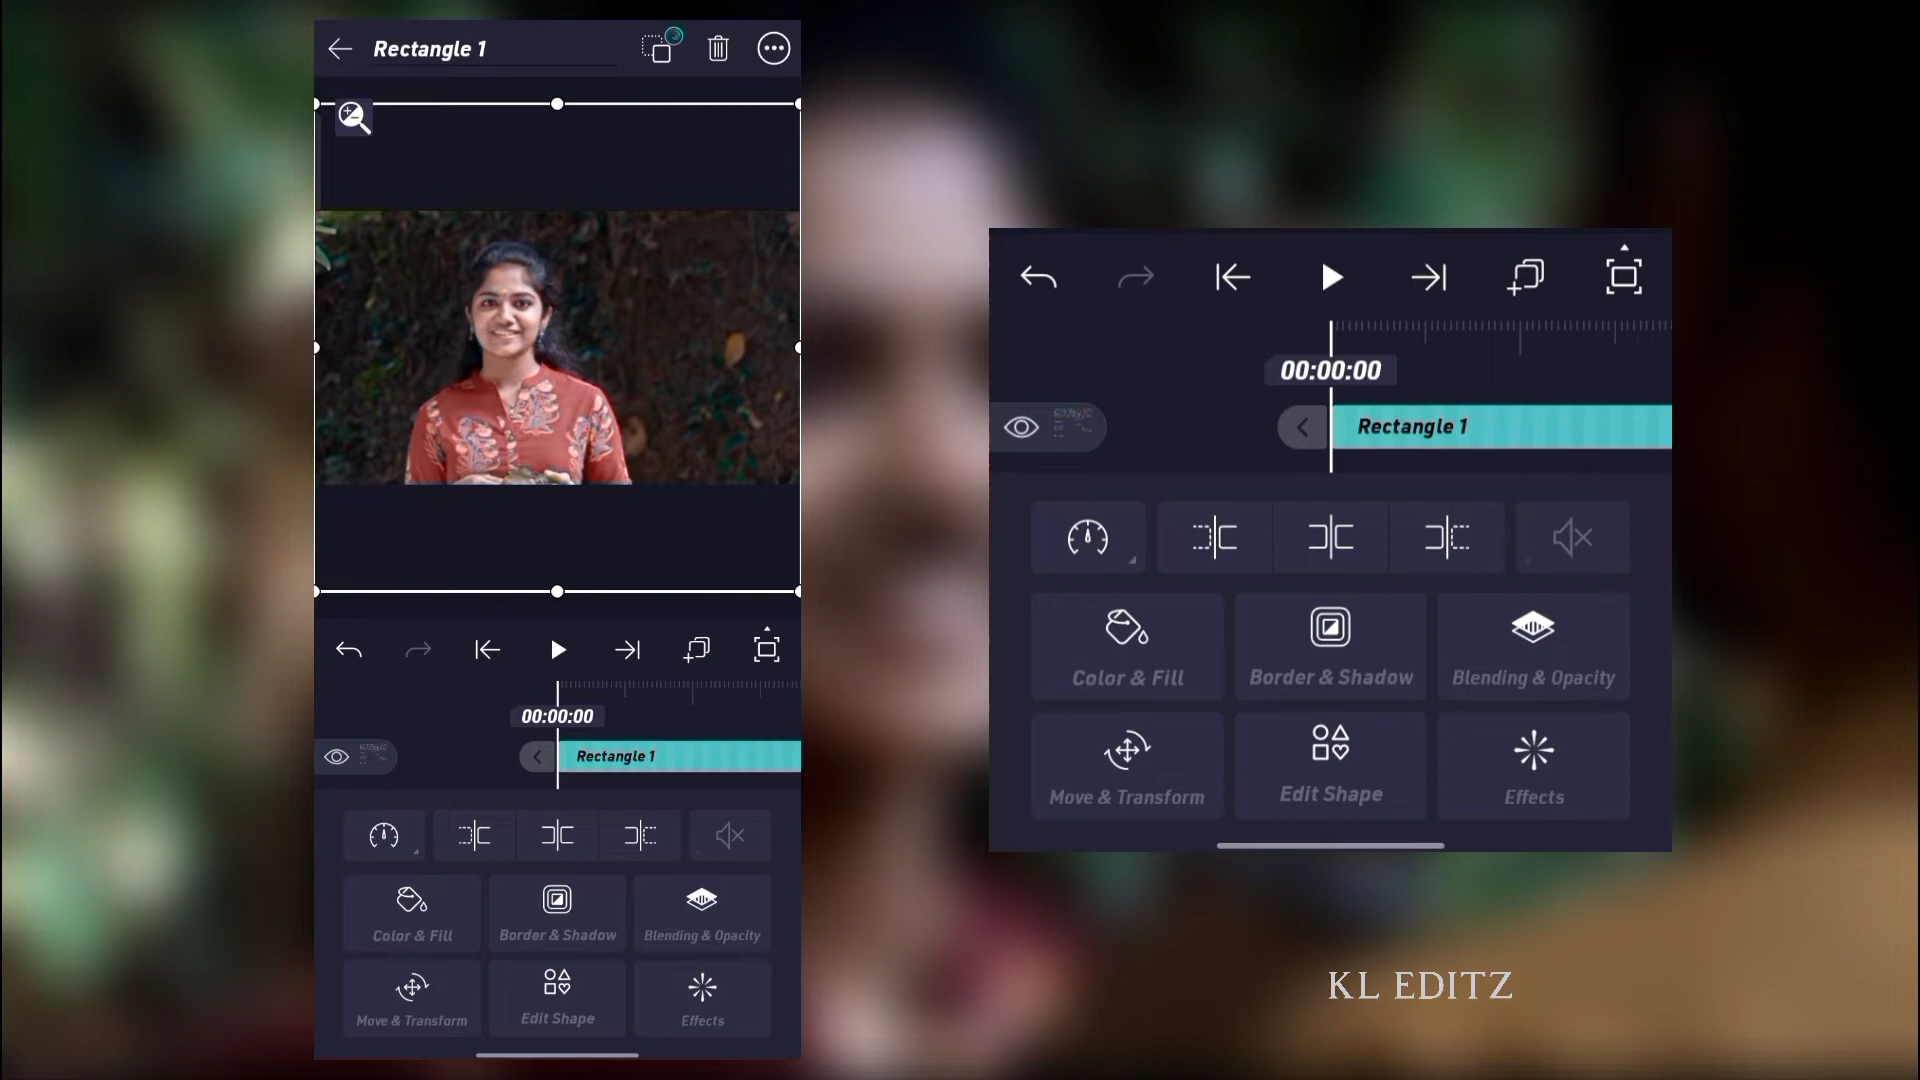 Rectangle 1
00:00:00
Rectangle 1
Color & Fill
Border & Shadow
Blending & Opacity
Move & Transform
Edit Shape
Effects
00:00:00
Rectangle 1
Color & Fill
Border & Shadow
Blending & Opacity
Move & Transform
Edit Shape
Effects
KL EDITZ